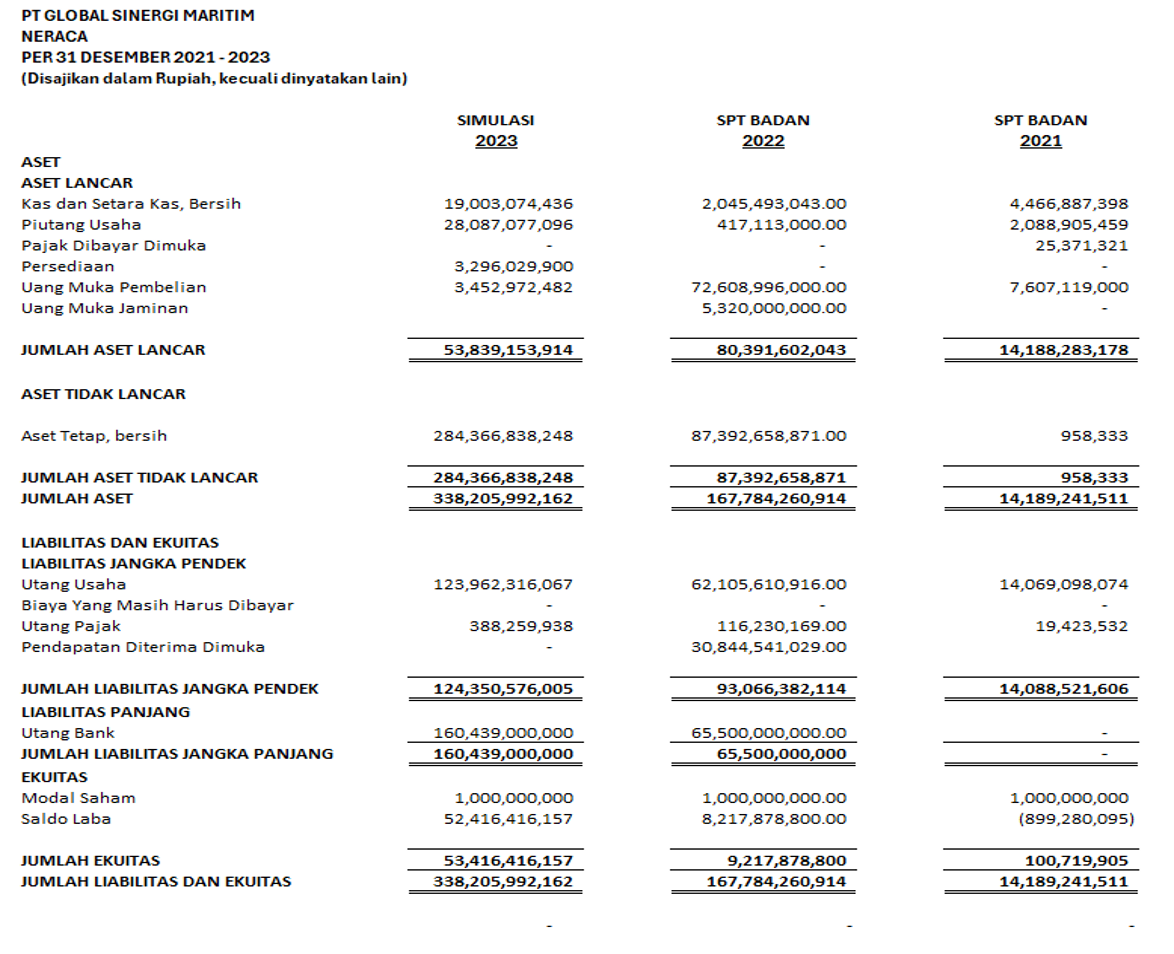 PT GLOBAL SINERGI MARITIM
NERACA
PER 31 DESEMBER 2021 - 2023
(Disajikan dalam Rupiah, kecuali dinyatakan lain)
SIMULASI SPT BADAN SPT BADAN
2023 2022 2021
ASET
ASET LANCAR
Kas dan Setara Kas, Bersih 19,003,074,436 2,045,493,043.00 4,466,887,398
Piutang Usaha 28,087,077,096 417,113,000.00 2,088,905,459
Pajak Dibayar Dimuka - - 25,371,321
Persediaan 3,296,029,900 - -
Uang Muka Pembelian 3,452,972,482 72,608,996,000.00 7,607,119,000
Uang Muka Jaminan 5,320,000,000.00 -
JUMLAH ASET LANCAR 53,839,153,914 80,391,602,043 14,188,283,178
ASET TIDAK LANCAR
Aset Tetap, bersih 284,366,838,248 87,392,658,871.00 958,333
JUMLAH ASET TIDAK LANCAR 284,366,838,248 87,392,658,871 958,333
JUMLAH ASET 338,205,992,162 167,784,260,914 14,189,241,511
LIABILITAS DAN EKUITAS
LIABILITAS JANGKA PENDEK
Utang Usaha 123,962,316,067 62,105,610,916.00 14,069,098,074
Biaya Yang Masih Harus Dibayar - - -
Utang Pajak 388,259,938 116,230,169.00 19,423,532
Pendapatan Diterima Dimuka - 30,844,541,029.00
JUMLAH LIABILITAS JANGKA PENDEK 124,350,576,005 93,066,382,114 14,088,521,606
LIABILITAS PANJANG
Utang Bank 160,439,000,000 65,500,000,000.00 -
JUMLAH LIABILITAS JANGKA PANJANG 160,439,000,000 65,500,000,000 -
EKUITAS
Modal Saham 1,000,000,000 1,000,000,000.00 1,000,000,000
Saldo Laba 52,416,416,157 8,217,878,800.00 (899,280,095)
JUMLAH EKUITAS 53,416,416,157 9,217,878,800 100,719,905
JUMLAH LIABILITAS DAN EKUITAS 338,205,992,162 167,784,260,914 14,189,241,511
- - -